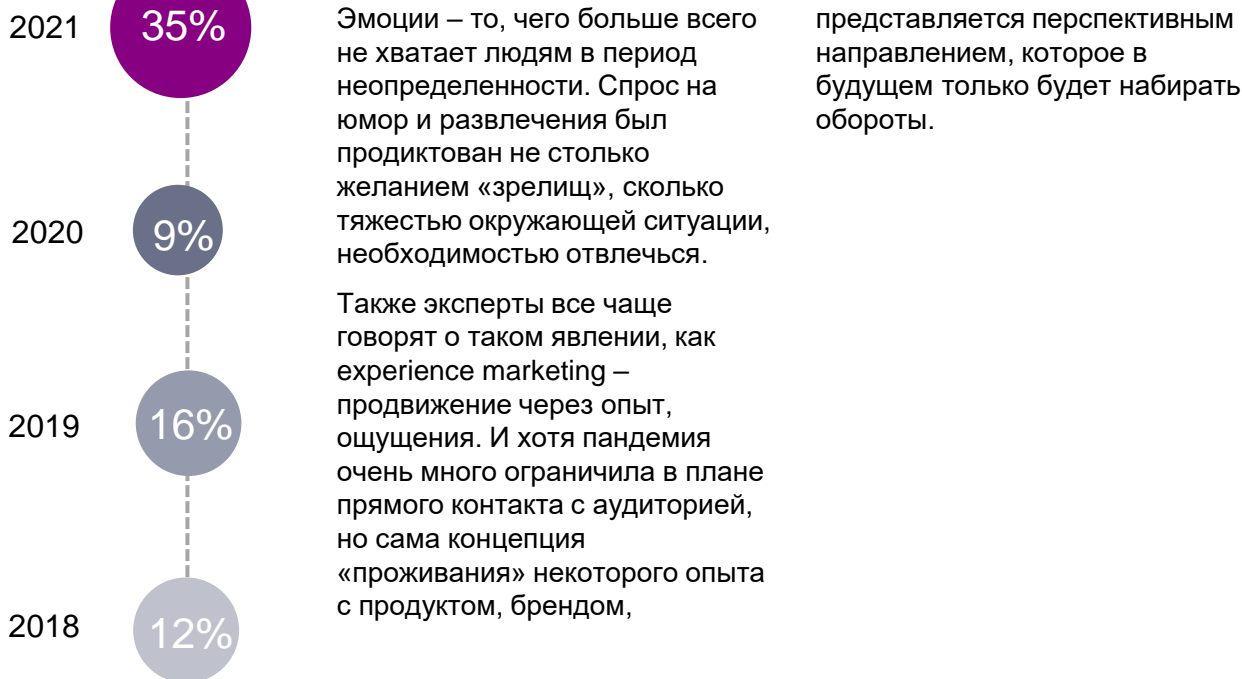 2021
35%
2020
9%
2019
16%
2018
12%
Эмоции – то, чего больше всего
не хватает людям в период
неопределенности. Спрос на
юмор и развлечения был
продиктован не столько
желанием «зрелищ», сколько
тяжестью окружающей ситуации,
необходимостью отвлечься.
Также эксперты все чаще
говорят о таком явлении, как
experience marketing –
продвижение через опыт,
ощущения. И хотя пандемия
очень много ограничила в плане
прямого контакта с аудиторией,
но сама концепция
«проживания» некоторого опыта
с продуктом, брендом,
представляется перспективным
направлением, которое в
будущем только будет набирать
обороты.